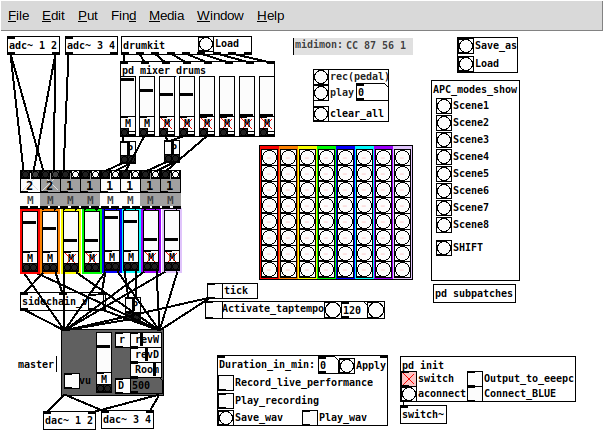 File Edit Put Find Media Window Help
adc~ 1 2 adc~ 3 4 drumkit Load
midimon: CC 87 56 1
Save_as
Load
pd mixer drums
rec(pedal)
play 0
clear_all
M M M M M M M M
APC_modes_show
Scene1
Scene2
Scene3
Scene4
Scene5
Scene6
Scene7
Scene8
SHIFT
pd subpatches
p p
2 2 1 1 1 1 1 1
M M M M M M M M
M M M M M M M M
sidechain
tick
Activate_taptempo 120
master
r revW
revD
Room
M
vu
D 500
dac~ 1 2 dac~ 3 4
Duration_in_min: 0 Apply
Record_live_performance
Play_recording
Save_wav Play_wav
pd init
switch Output_to_eeepc
aconnect Connect_BLUE
switch~